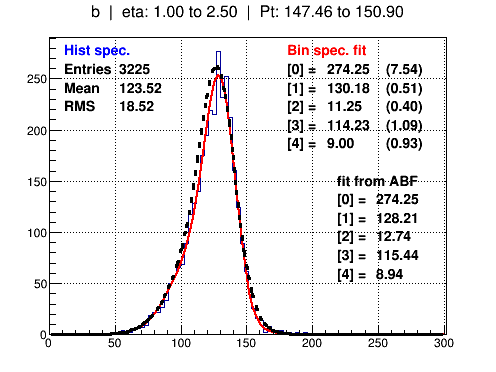 b | eta: 1.00 to 2.50 | Pt: 147.46 to 150.90
Hist spec.
Entries 3225
Mean 123.52
RMS 18.52
Bin spec. fit
[0] = 274.25 (7.54)
[1] = 130.18 (0.51)
[2] = 11.25 (0.40)
[3] = 114.23 (1.09)
[4] = 9.00 (0.93)
fit from ABF
[0] = 274.25
[1] = 128.21
[2] = 12.74
[3] = 115.44
[4] = 8.94
250
200
150
100
50
0
0 50 100 150 200 250 300